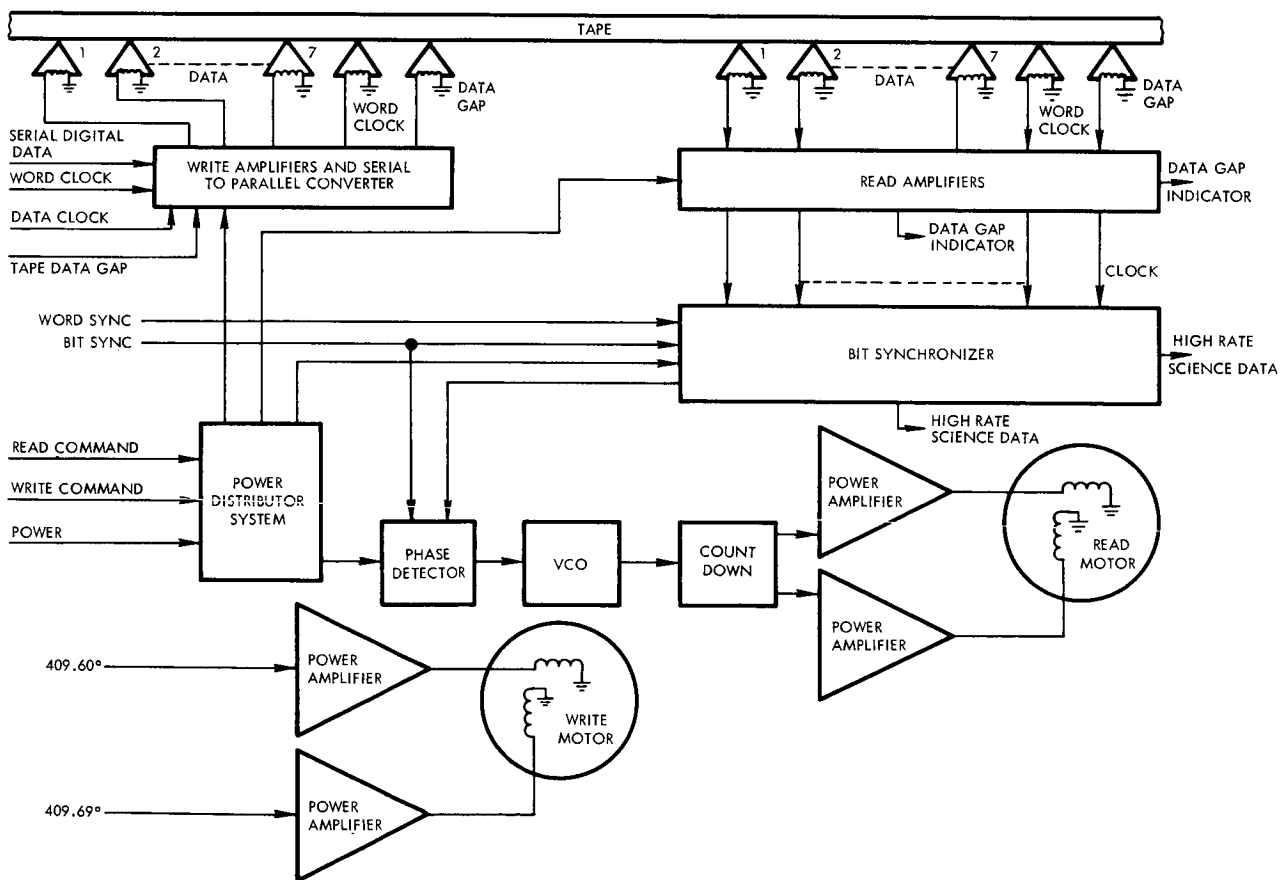 TAPE
1
2
7
DATA
WORD
CLOCK
DATA
GAP
1
2
7
DATA
WORD
CLOCK
DATA
GAP
SERIAL DIGITAL
DATA
WORD CLOCK
DATA CLOCK
TAPE DATA GAP
WRITE AMPLIFIERS AND SERIAL
TO PARALLEL CONVERTER
READ AMPLIFIERS
DATA GAP
INDICATOR
DATA GAP
INDICATOR
CLOCK
WORD SYNC
BIT SYNC
BIT SYNCHRONIZER
HIGH RATE
SCIENCE DATA
HIGH RATE
SCIENCE DATA
READ COMMAND
WRITE COMMAND
POWER
POWER
DISTRIBUTOR
SYSTEM
PHASE
DETECTOR
VCO
COUNT
DOWN
POWER
AMPLIFIER
POWER
AMPLIFIER
READ
MOTOR
409.60°
POWER
AMPLIFIER
WRITE
MOTOR
409.69°
POWER
AMPLIFIER